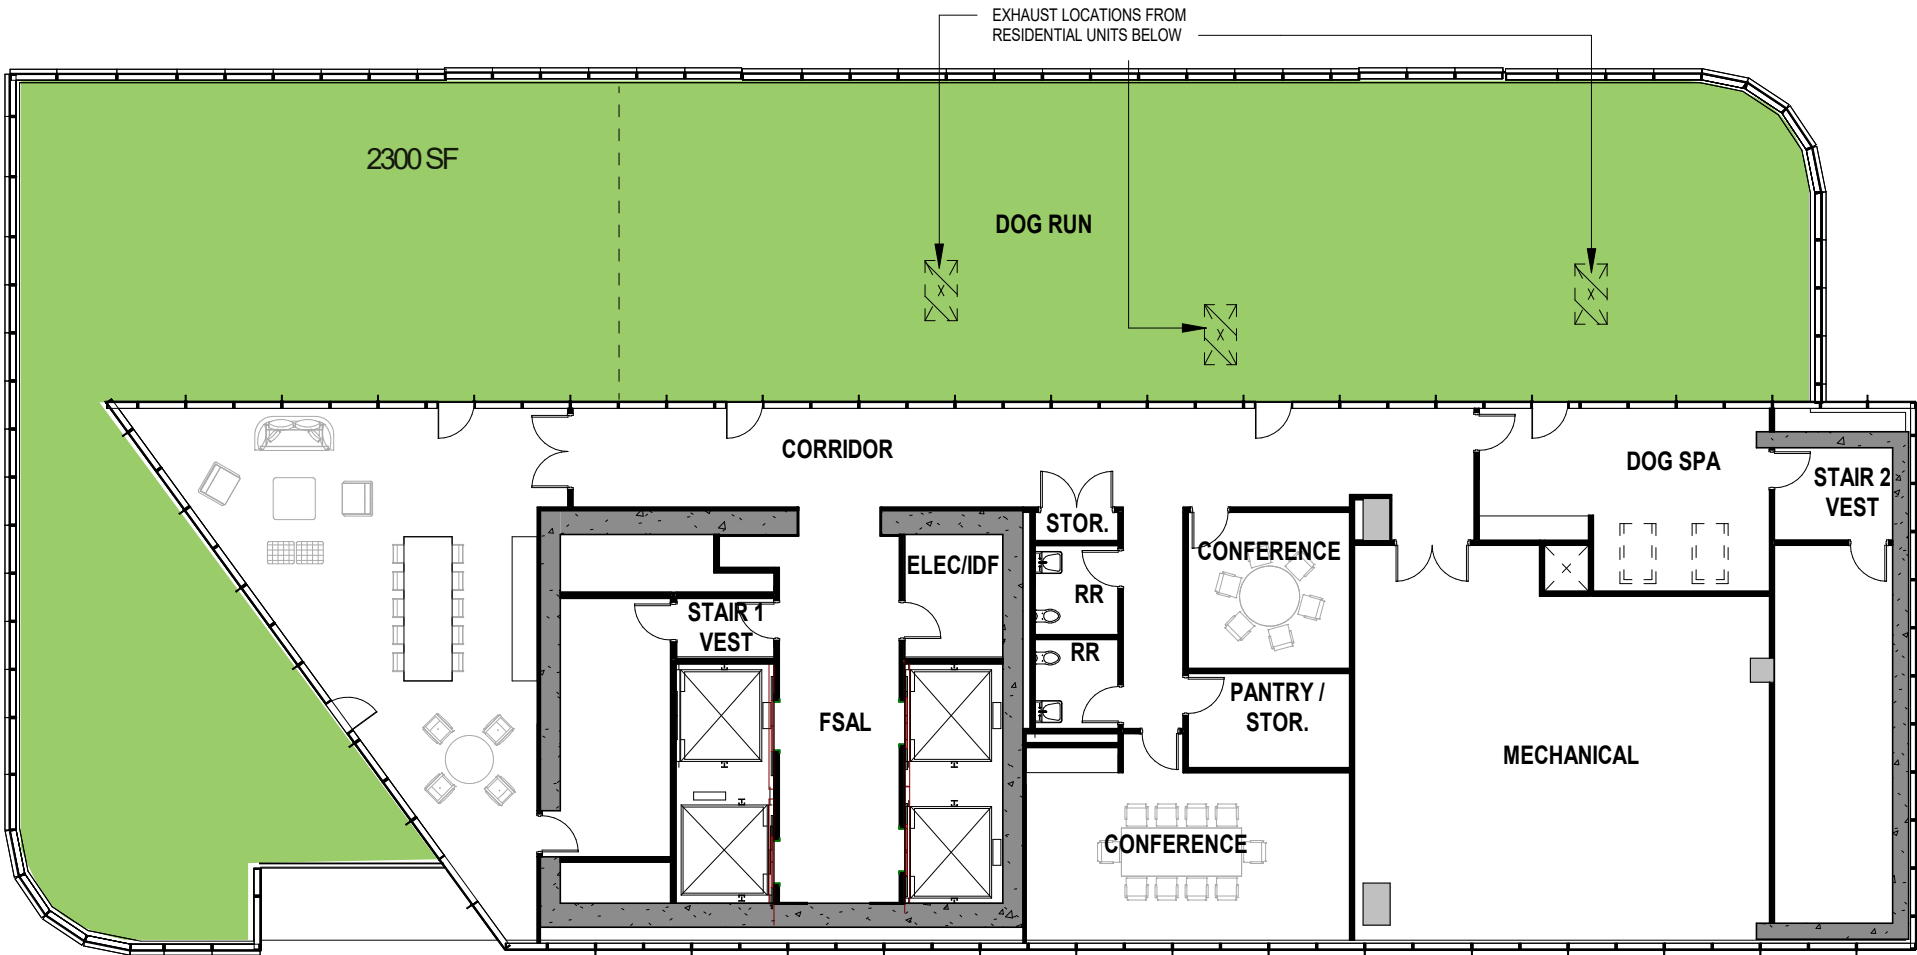 EXHAUST LOCATIONS FROM
RESIDENTIAL UNITS BELOW
2300 SF
DOG RUN
CORRIDOR
DOG SPA
STAIR 2
VEST
STOR.
CONFERENCE
ELEC/IDF
RR
STAIR 1
VEST
RR
PANTRY /
STOR.
FSAL
MECHANICAL
CONFERENCE